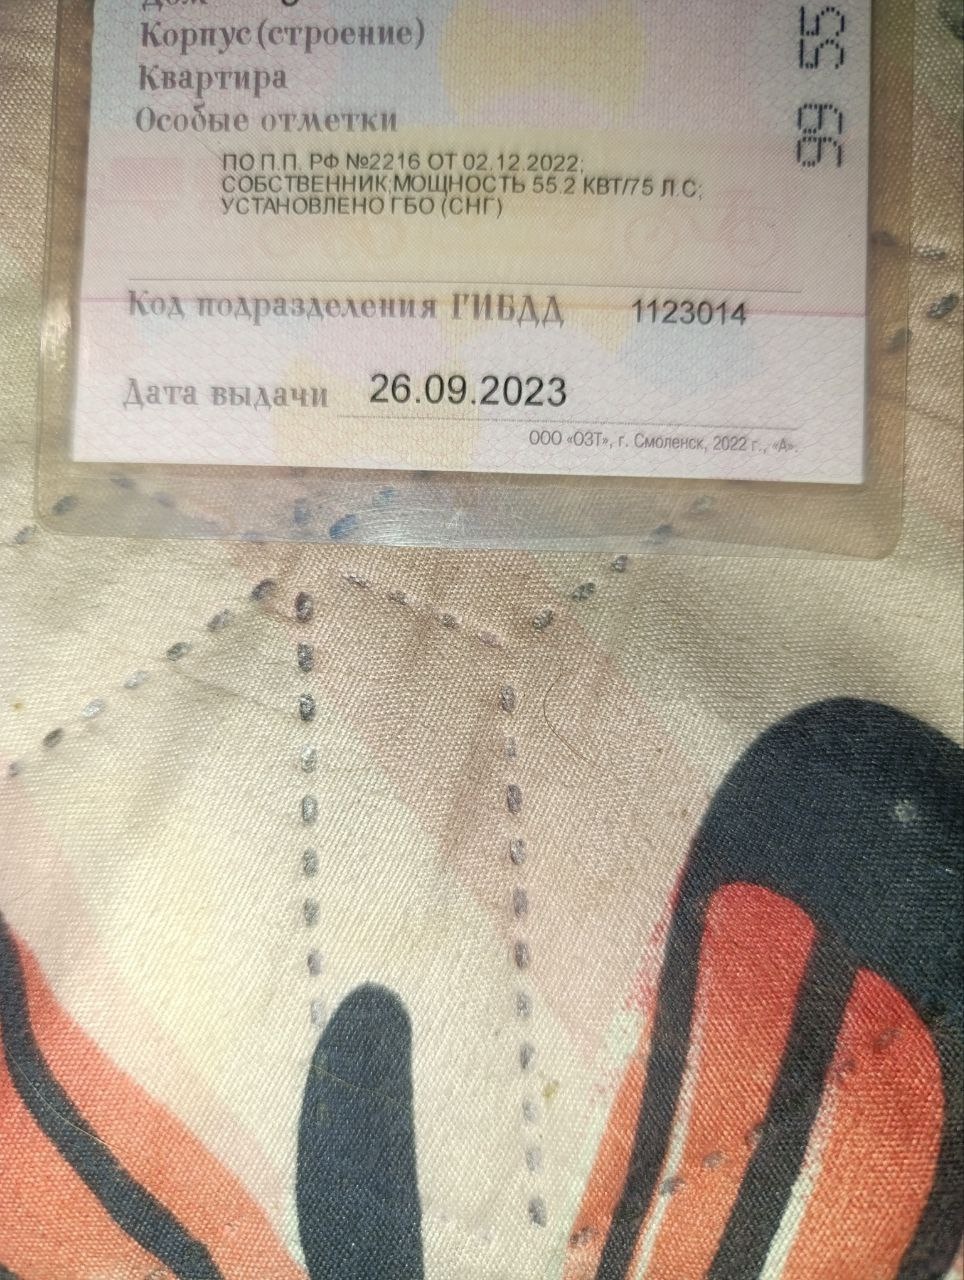 Дом
Корпус (строение)
Квартира
Особые отметки
ПО П.П. РФ №2216 ОТ 02.12.2022;
СОБСТВЕННИК;МОЩНОСТЬ 55.2 КВТ/75 Л.С;
УСТАНОВЛЕНО ГБО (СНГ)
Код подразделения ГИБДД 1123014
Дата выдачи 26.09.2023
ООО «ОЗТ», г. Смоленск, 2022 г., «А».
99 55